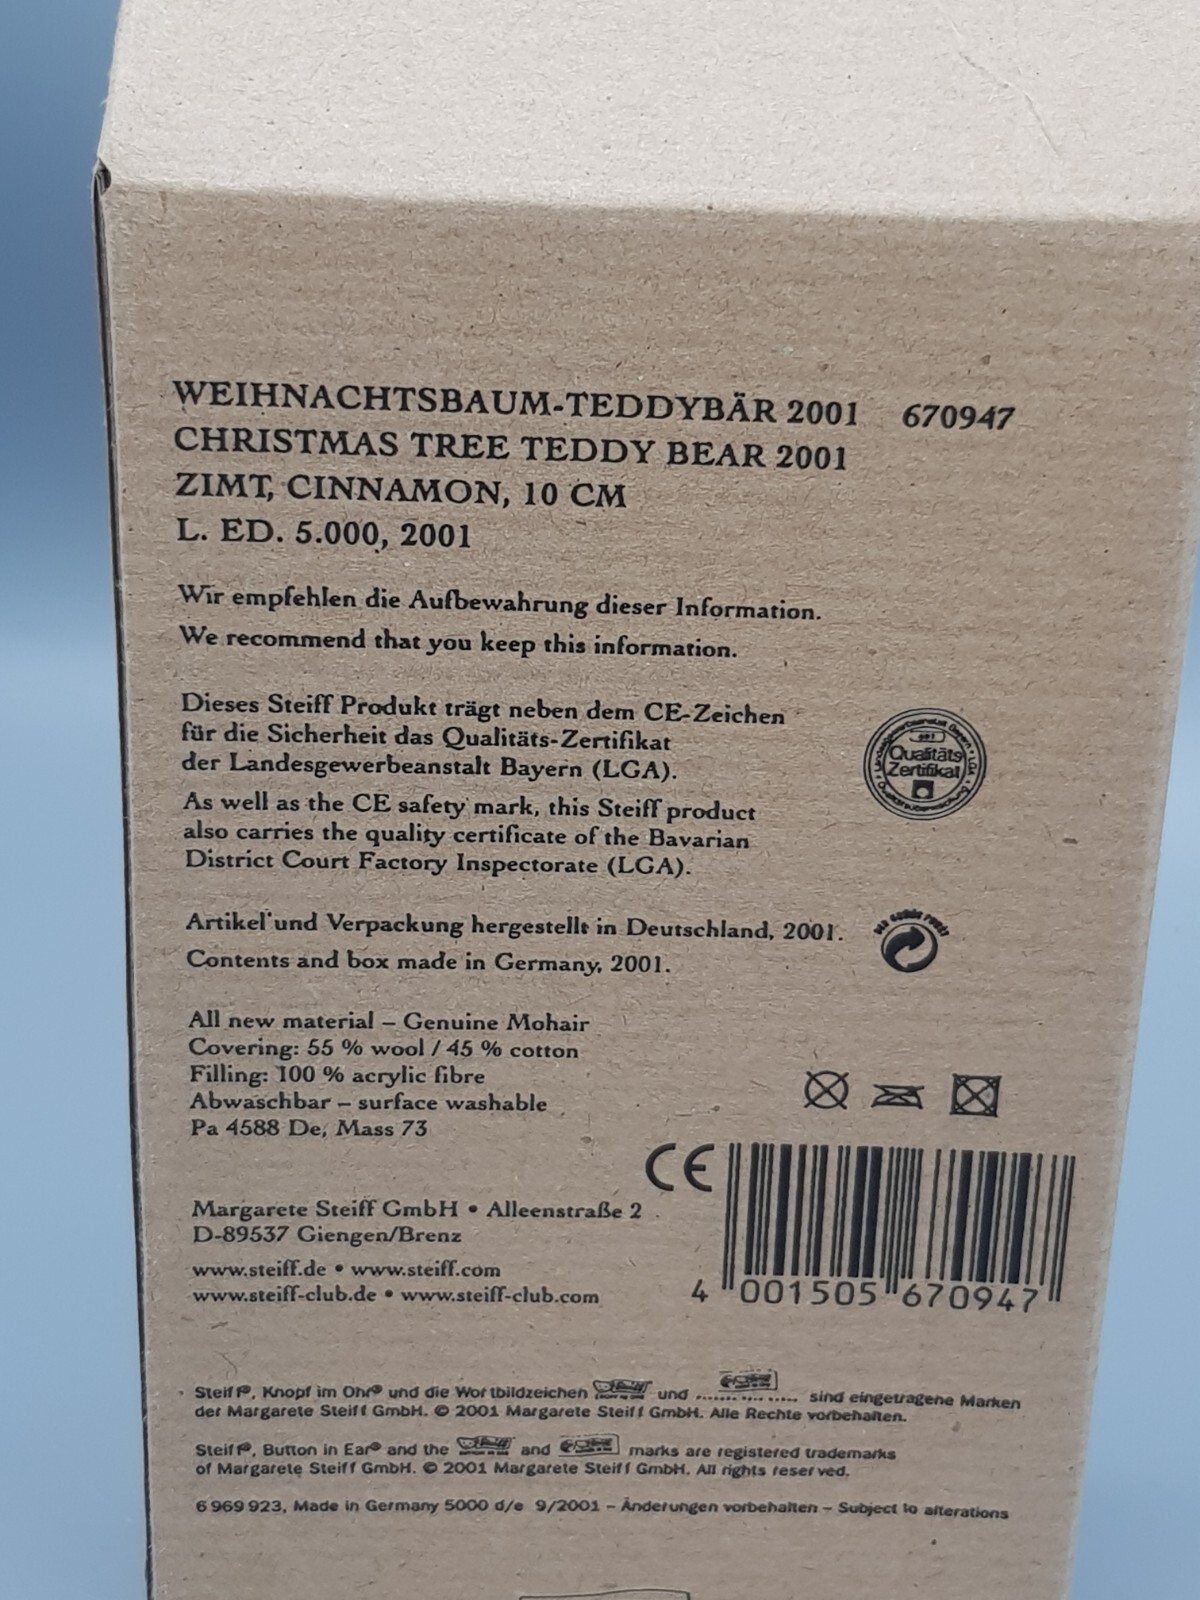 WEIHNACHTSBAUM-TEDDYBÄR 2001 670947
CHRISTMAS TREE TEDDY BEAR 2001
ZIMT, CINNAMON, 10 CM
L. ED. 5.000, 2001
Wir empfehlen die Aufbewahrung dieser Information.
We recommend that you keep this information.
Dieses Steiff Produkt trägt neben dem CE-Zeichen
für die Sicherheit das Qualitäts-Zertifikat
der Landesgewerbeanstalt Bayern (LGA).
Qualitäts
Zertifikat
As well as the CE safety mark, this Steiff product
also carries the quality certificate of the Bavarian
District Court Factory Inspectorate (LGA).
Artikel und Verpackung hergestellt in Deutschland, 2001.
Contents and box made in Germany, 2001.
All new material – Genuine Mohair
Covering: 55 % wool / 45 % cotton
Filling: 100 % acrylic fibre
Abwaschbar – surface washable
Pa 4588 De, Mass 73
CE
Margarete Steiff GmbH • Alleenstraße 2
D-89537 Giengen/Brenz
www.steiff.de • www.steiff.com
www.steiff-club.de • www.steiff-club.com
4 001505 670947
Steiff®, Knopf im Ohr® und die Wortbildzeichen und sind eingetragene Marken
der Margarete Steiff GmbH. © 2001 Margarete Steiff GmbH. Alle Rechte vorbehalten.
Steiff®, Button in Ear® and the and marks are registered trademarks
of Margarete Steiff GmbH. © 2001 Margarete Steiff GmbH. All rights reserved.
6 969 923, Made in Germany 5000 d/e 9/2001 – Änderungen vorbehalten – Subject to alterations